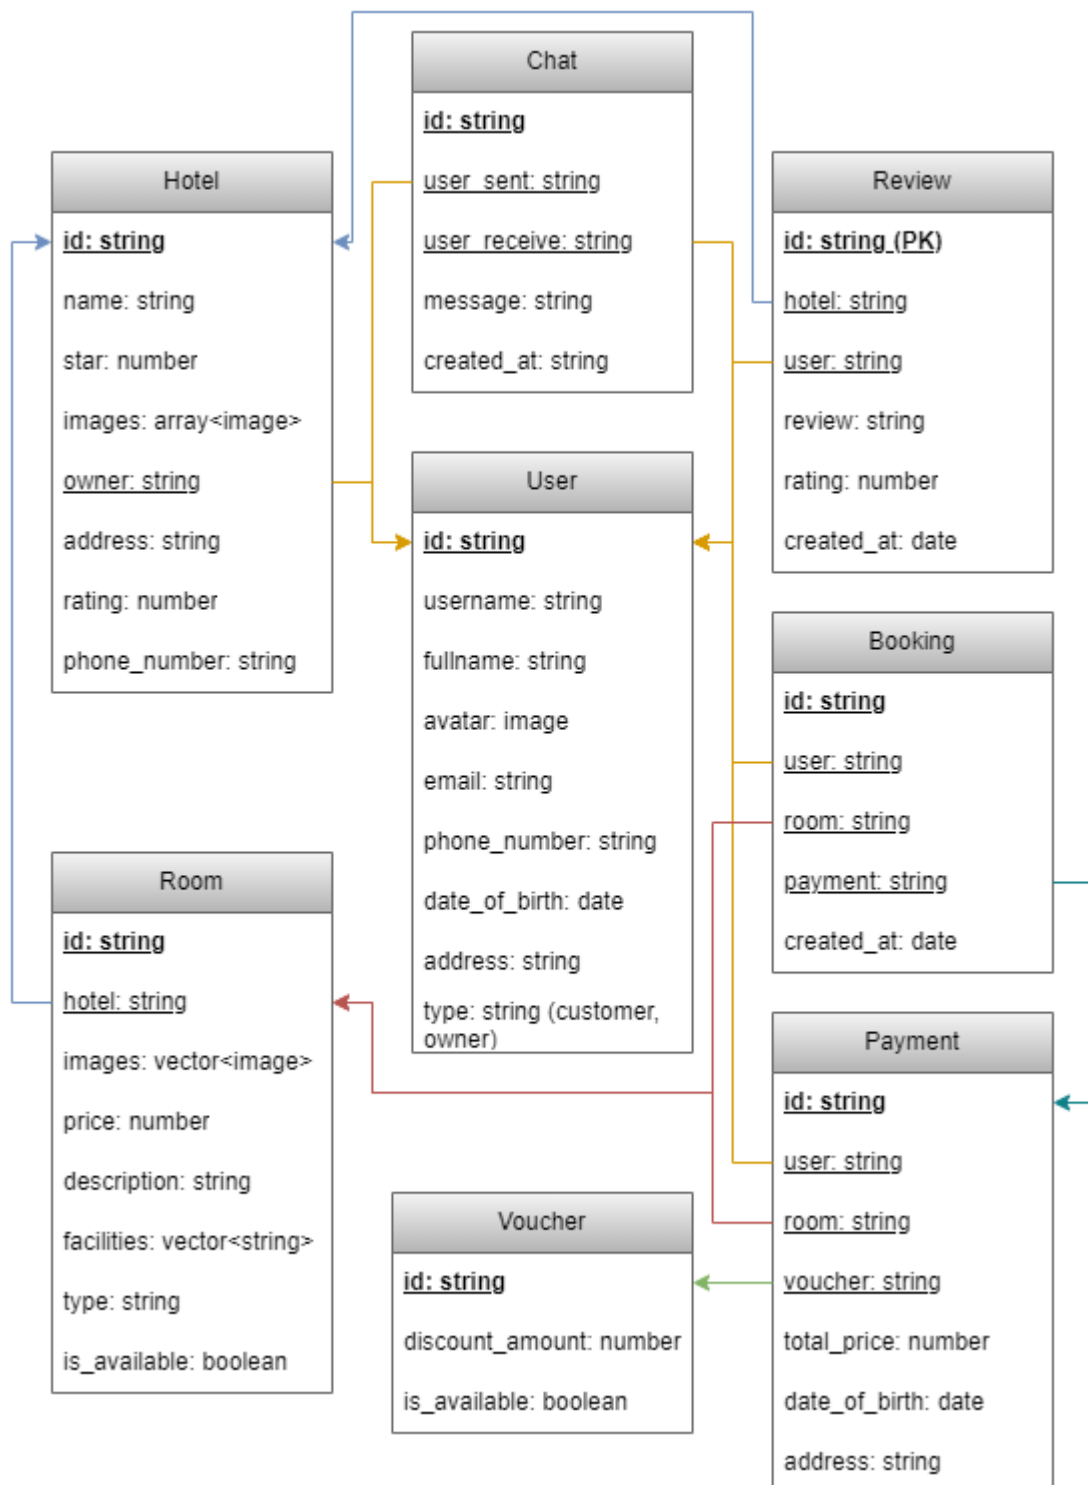 Chat
id: string
user_sent: string
user_receive: string
message: string
created_at: string
Hotel
id: string
name: string
star: number
images: array<image>
owner: string
address: string
rating: number
phone_number: string
Review
id: string (PK)
hotel: string
user: string
review: string
rating: number
created_at: date
User
id: string
username: string
fullname: string
avatar: image
email: string
phone_number: string
date_of_birth: date
address: string
type: string (customer,
owner)
Booking
id: string
user: string
room: string
payment: string
created_at: date
Room
id: string
hotel: string
images: vector<image>
price: number
description: string
facilities: vector<string>
type: string
is_available: boolean
Voucher
id: string
discount_amount: number
is_available: boolean
Payment
id: string
user: string
room: string
voucher: string
total_price: number
date_of_birth: date
address: string